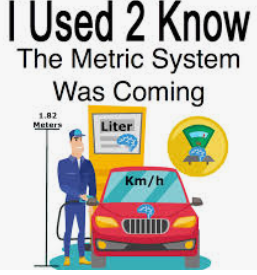 I Used 2 Know
The Metric System
Was Coming
1.82
Meters
Liter
Km/h